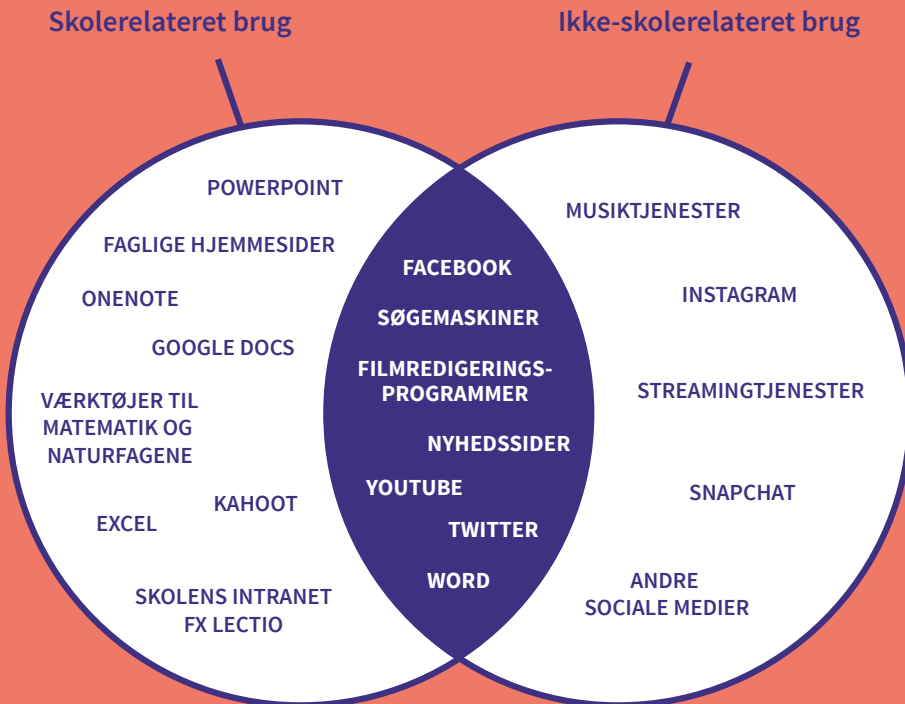 Skolerelateret brug
Ikke-skolerelateret brug
POWERPOINT
FAGLIGE HJEMMESIDER
ONENOTE
GOOGLE DOCS
VÆRKTØJER TIL
MATEMATIK OG
NATURFAGENE
KAHOOT
EXCEL
SKOLENS INTRANET
FX LECTIO
FACEBOOK
SØGEMASKINER
FILMREDIGERINGS-
PROGRAMMER
NYHEDSSIDER
YOUTUBE
TWITTER
WORD
MUSIKTJENESTER
INSTAGRAM
STREAMINGTJENESTER
SNAPCHAT
ANDRE
SOCIALE MEDIER